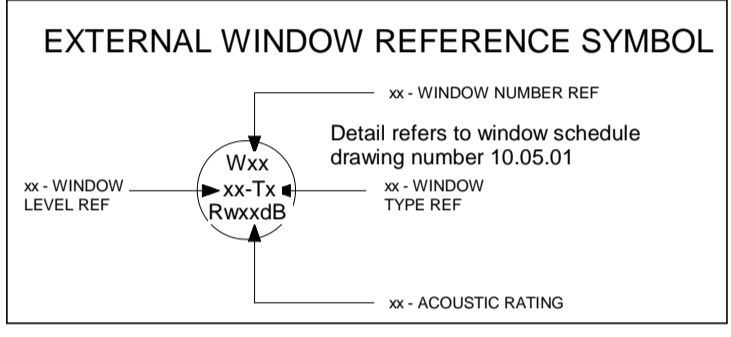 EXTERNAL WINDOW REFERENCE SYMBOL
xx - WINDOW NUMBER REF
Detail refers to window schedule
drawing number 10.05.01
Wxx
xx-Tx
RwxxdB
xx - WINDOW
LEVEL REF
xx - WINDOW
TYPE REF
xx - ACOUSTIC RATING